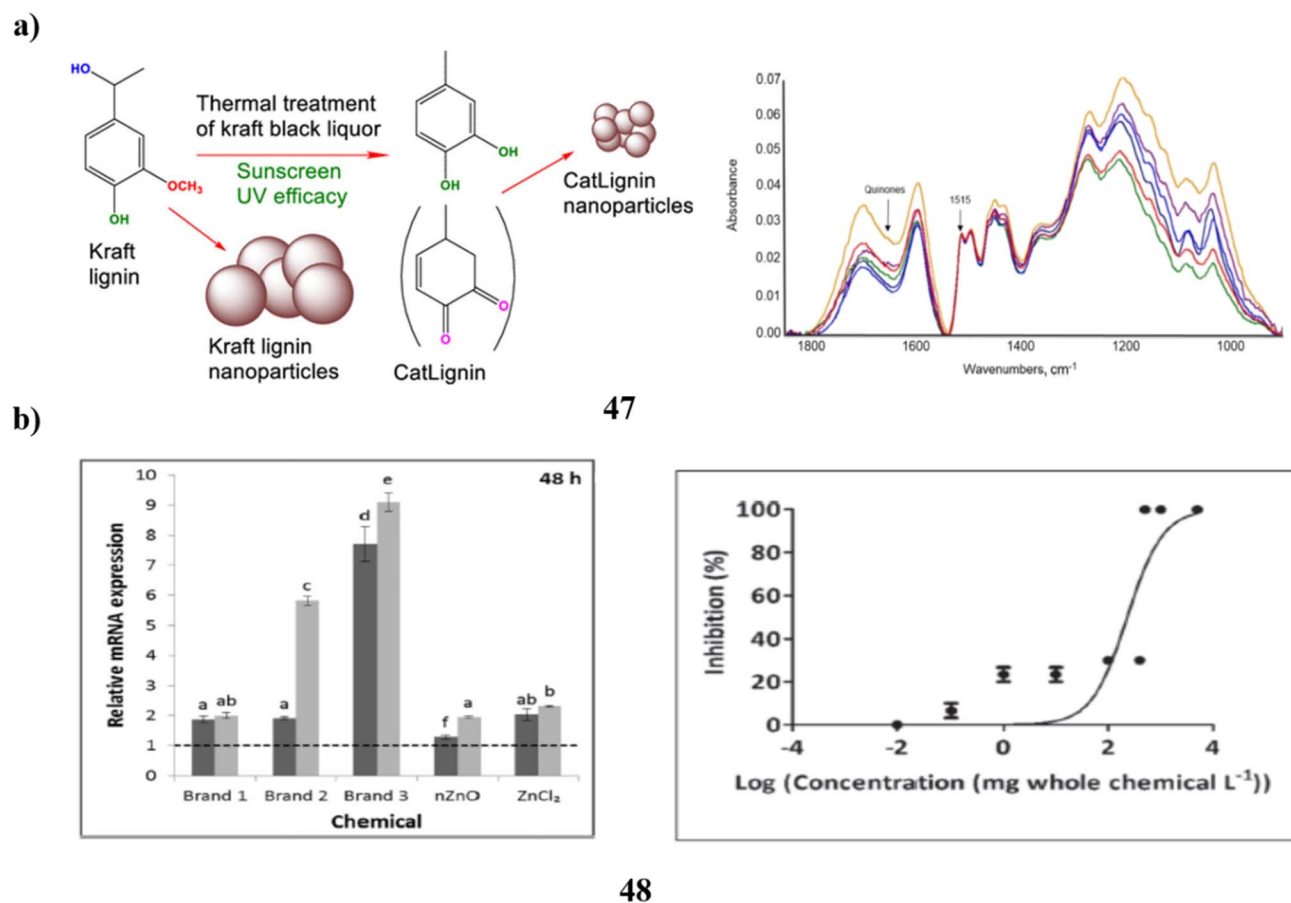 a)
HO
OCH3
OH
Kraft
lignin
Thermal treatment
of kraft black liquor
Sunscreen
UV efficacy
Kraft lignin
nanoparticles
OH
OH
O
O
CatLignin
CatLignin
nanoparticles
0.07
0.06
0.05
0.04
0.03
0.02
0.01
0.00
Absorbance
Quinones
1515
1800 1600 1400 1200 1000
Wavenumbers, cm-1
47
b)
48 h
10
9
8
7
6
5
4
3
2
1
0
Relative mRNA expression
a ab a c d e f a ab b
Brand 1 Brand 2 Brand 3 nZnO ZnCl₂
Chemical
100
80
60
40
20
0
Inhibition (%)
-4 -2 0 2 4
Log (Concentration (mg whole chemical L-1))
48